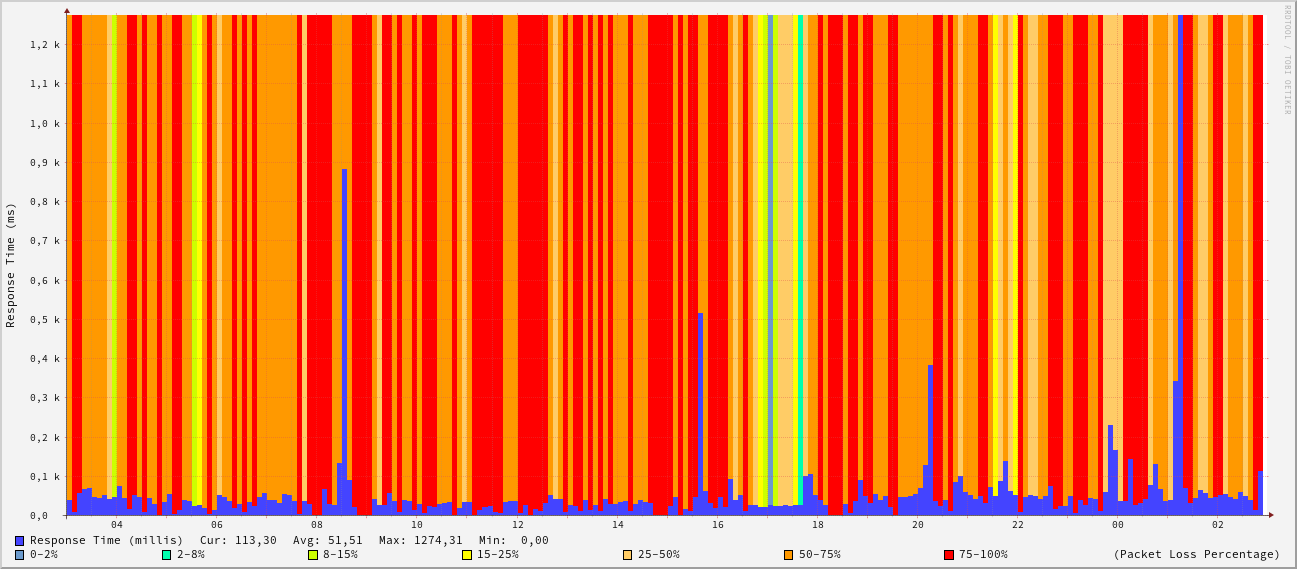 RRDTOOL / TOBI OETIKER
Response Time (ms)
1,2 k
1,1 k
1,0 k
0,9 k
0,8 k
0,7 k
0,6 k
0,5 k
0,4 k
0,3 k
0,2 k
0,1 k
0,0
04 06 08 10 12 14 16 18 20 22 00 02
Response Time (millis) Cur: 113,30 Avg: 51,51 Max: 1274,31 Min: 0,00
0-2% 2-8% 8-15% 15-25% 25-50% 50-75% 75-100% (Packet Loss Percentage)